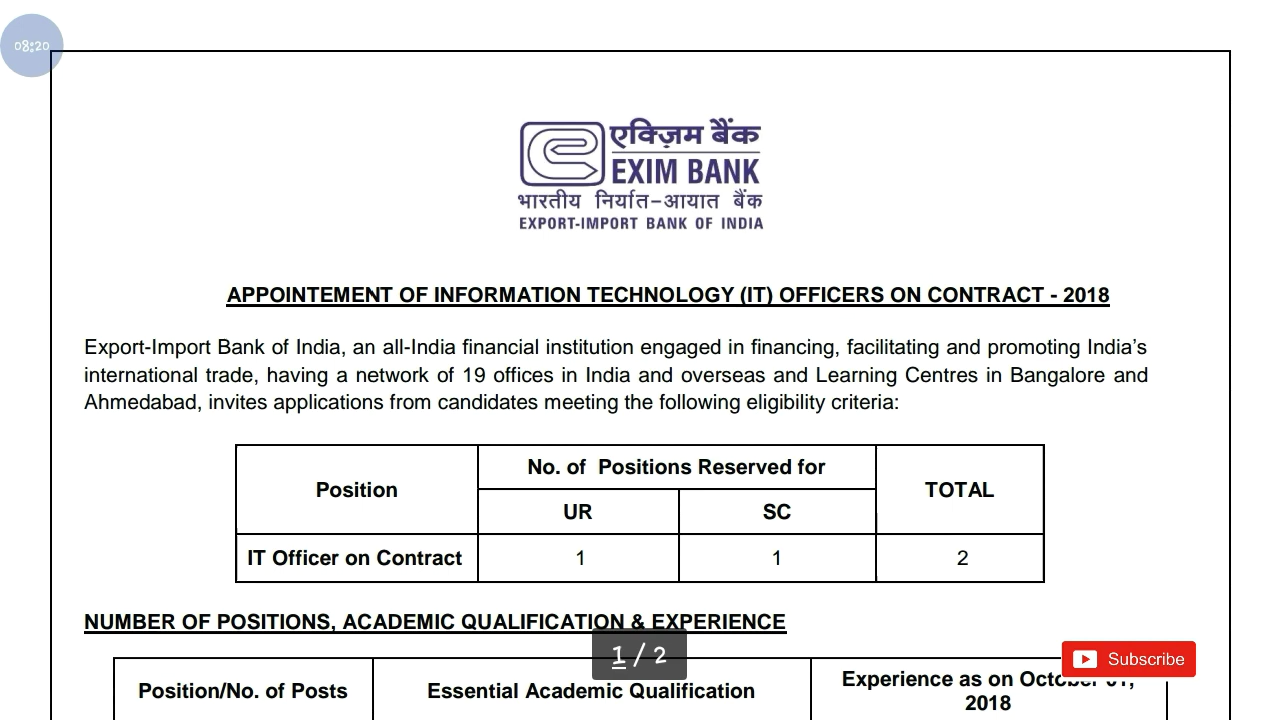 08:20
एक्ज़िम बैंक
EXIM BANK
भारतीय निर्यात-आयात बैंक
EXPORT-IMPORT BANK OF INDIA
APPOINTEMENT OF INFORMATION TECHNOLOGY (IT) OFFICERS ON CONTRACT - 2018
Export-Import Bank of India, an all-India financial institution engaged in financing, facilitating and promoting India’s
international trade, having a network of 19 offices in India and overseas and Learning Centres in Bangalore and
Ahmedabad, invites applications from candidates meeting the following eligibility criteria:
Position
No. of Positions Reserved for
TOTAL
UR
SC
IT Officer on Contract
1
1
2
NUMBER OF POSITIONS, ACADEMIC QUALIFICATION & EXPERIENCE
1 / 2
Subscribe
Position/No. of Posts
Essential Academic Qualification
Experience as on October 01,
2018